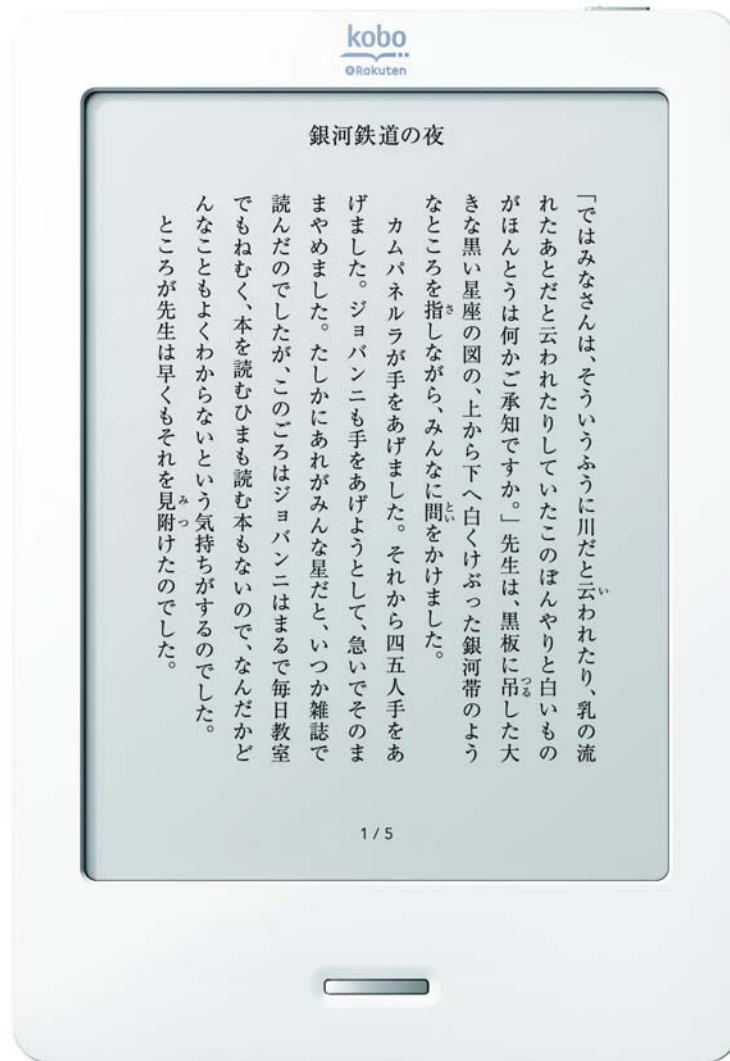 kobo
Rakuten
銀河鉄道の夜
「ではみなさんは、そういうふうに川だと云われたり、乳の流
れたあとだと云われたりしていたこのぼんやりと白いもの
がほんとうは何かご承知ですか。」先生は、黒板に吊した大
きな黒い星座の図の、上から下へ白くけぶった銀河帯のよう
なところを指しながら、みんなに問をかけました。
カムパネルラが手をあげました。それから四五人手をあ
げました。ジョバンニも手をあげようとして、急いでそのま
まやめました。たしかにあれがみんな星だと、いつか雑誌で
読んだのでしたが、このごろはジョバンニはまるで毎日教室
でもねむく、本を読むひまも読む本もないので、なんだかど
んなこともよくわからないという気持ちがするのでした。
ところが先生は早くもそれを見附けたのでした。
1 / 5